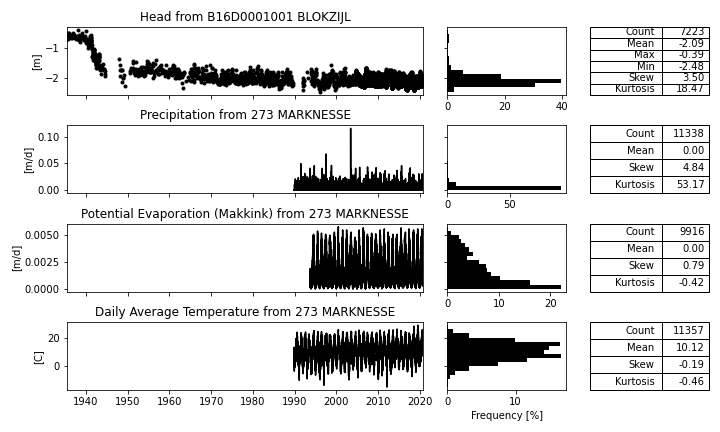 Head from B16D0001001 BLOKZIJL
[m]
−1
−2
0
20
40
Count 7223
Mean -2.09
Max -0.39
Min -2.48
Skew 3.50
Kurtosis 18.47
Precipitation from 273 MARKNESSE
[m/d]
0.10
0.05
0.00
0
50
Count 11338
Mean 0.00
Skew 4.84
Kurtosis 53.17
Potential Evaporation (Makkink) from 273 MARKNESSE
[m/d]
0.0050
0.0025
0.0000
0
10
20
Count 9916
Mean 0.00
Skew 0.79
Kurtosis -0.42
Daily Average Temperature from 273 MARKNESSE
[C]
20
0
1940 1950 1960 1970 1980 1990 2000 2010 2020
0
10
Frequency [%]
Count 11357
Mean 10.12
Skew -0.19
Kurtosis -0.46